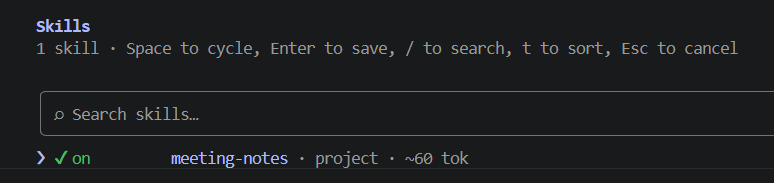 Skills
1 skill · Space to cycle, Enter to save, / to search, t to sort, Esc to cancel
⌕ Search skills…
❯ ✓ on meeting-notes · project · ~60 tok